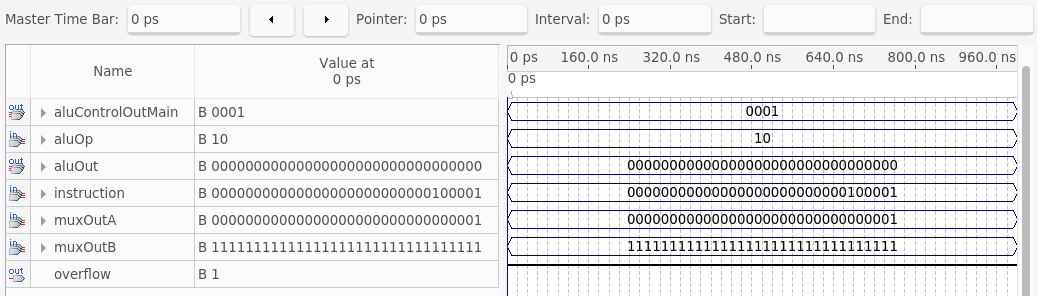 Master Time Bar: 0 ps Pointer: 0 ps Interval: 0 ps Start: End:
Name Value at 0 ps 0 ps 160.0 ns 320.0 ns 480.0 ns 640.0 ns 800.0 ns 960.0 ns
0 ps
out aluControlOutMain B 0001 0001
in aluOp B 10 10
out aluOut B 00000000000000000000000000000000 00000000000000000000000000000000
in instruction B 00000000000000000000000000100001 00000000000000000000000000100001
in muxOutA B 00000000000000000000000000000001 00000000000000000000000000000001
in muxOutB B 11111111111111111111111111111111 11111111111111111111111111111111
out overflow B 1